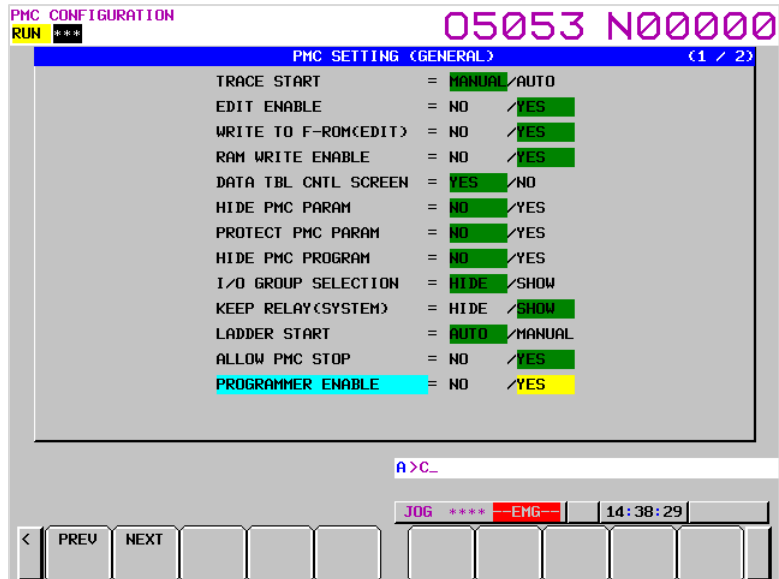 PMC CONFIGURATION
RUN *** O5053 N00000
PMC SETTING (GENERAL) (1 / 2)
TRACE START = MANUAL/AUTO
EDIT ENABLE = NO /YES
WRITE TO F-ROM(EDIT) = NO /YES
RAM WRITE ENABLE = NO /YES
DATA TBL CNTL SCREEN = YES /NO
HIDE PMC PARAM = NO /YES
PROTECT PMC PARAM = NO /YES
HIDE PMC PROGRAM = NO /YES
I/O GROUP SELECTION = HIDE /SHOW
KEEP RELAY(SYSTEM) = HIDE /SHOW
LADDER START = AUTO /MANUAL
ALLOW PMC STOP = NO /YES
PROGRAMMER ENABLE = NO /YES
A>C_
JOG **** --EMG-- 14:38:29
< PREV NEXT